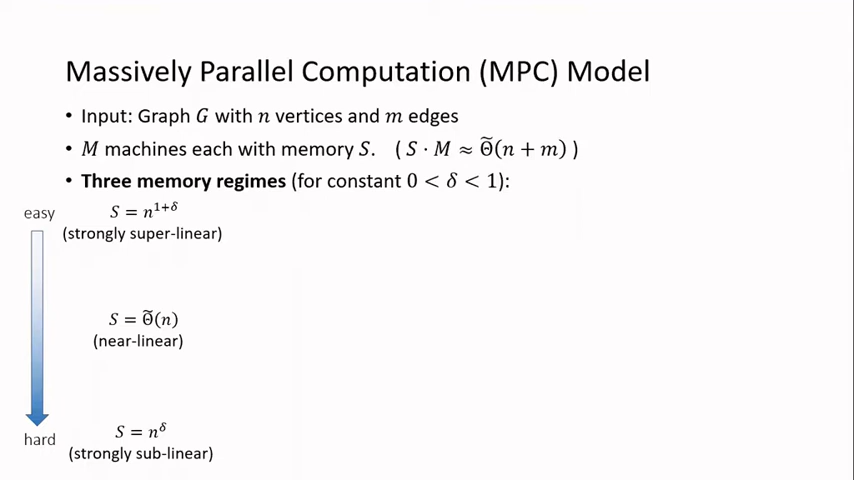 Massively Parallel Computation (MPC) Model
• Input: Graph G with n vertices and m edges
• M machines each with memory S. ( S · M ≈ Θ̃(n + m) )
• Three memory regimes (for constant 0 < δ < 1):
easy
S = n^{1+δ}
(strongly super-linear)
S = Θ̃(n)
(near-linear)
S = n^δ
hard
(strongly sub-linear)